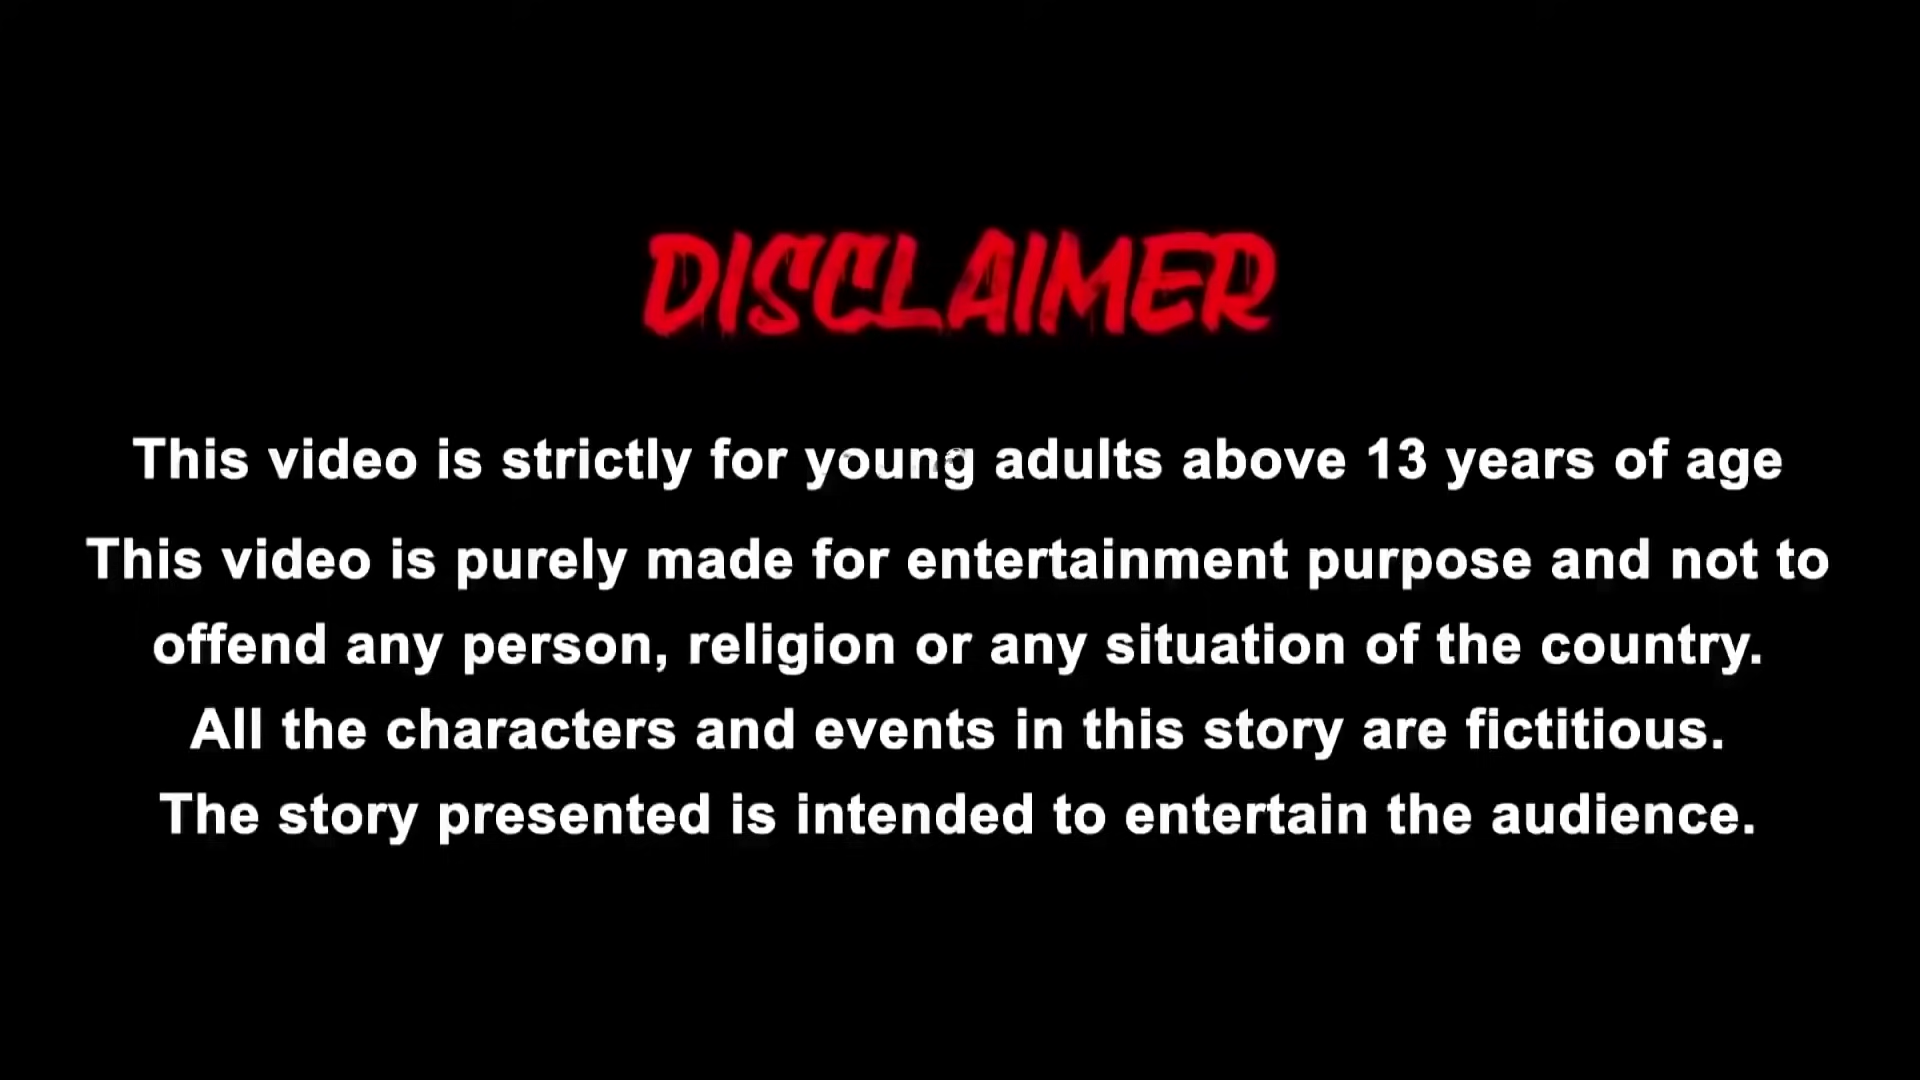 DISCLAIMER
This video is strictly for young adults above 13 years of age
This video is purely made for entertainment purpose and not to
offend any person, religion or any situation of the country.
All the characters and events in this story are fictitious.
The story presented is intended to entertain the audience.